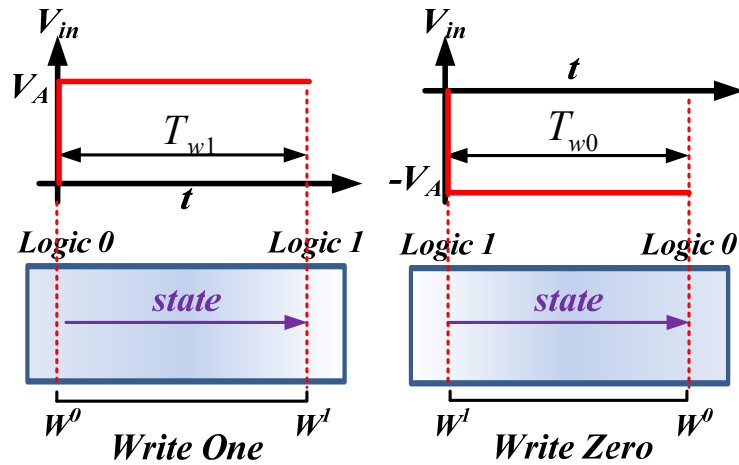 V_in
V_A
T_w1
t
Logic 0 Logic 1
state
W^0 W^1
Write One
V_in
t
T_w0
-V_A
Logic 1 Logic 0
state
W^1 W^0
Write Zero